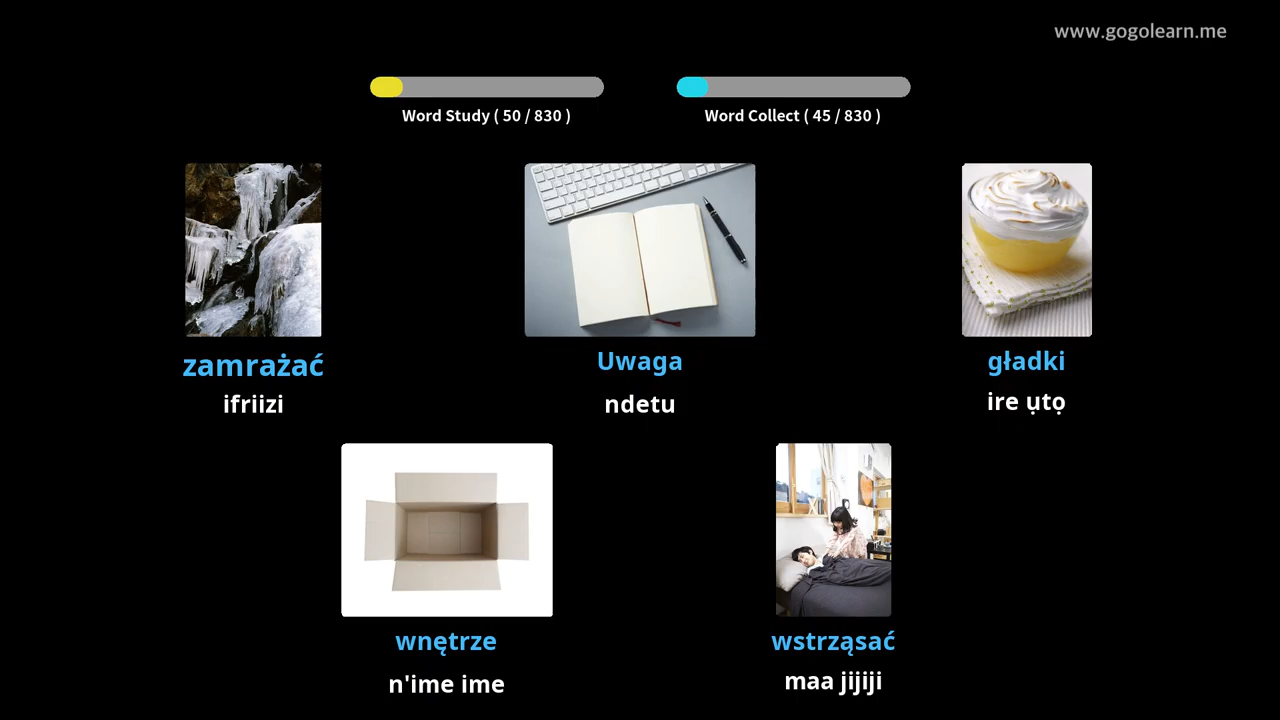 www.gogolearn.me
Word Study ( 50 / 830 )
Word Collect ( 45 / 830 )
zamrażać
ifriizi
Uwaga
ndetu
gładki
ire ụtọ
wnętrze
n'ime ime
wstrząsać
maa jijiji